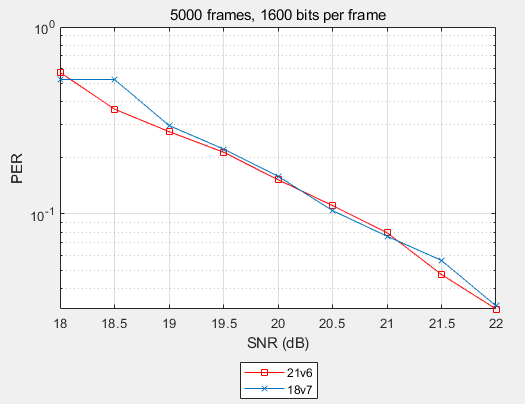 5000 frames, 1600 bits per frame
10^0
PER
10^-1
18 18.5 19 19.5 20 20.5 21 21.5 22
SNR (dB)
21v6
18v7